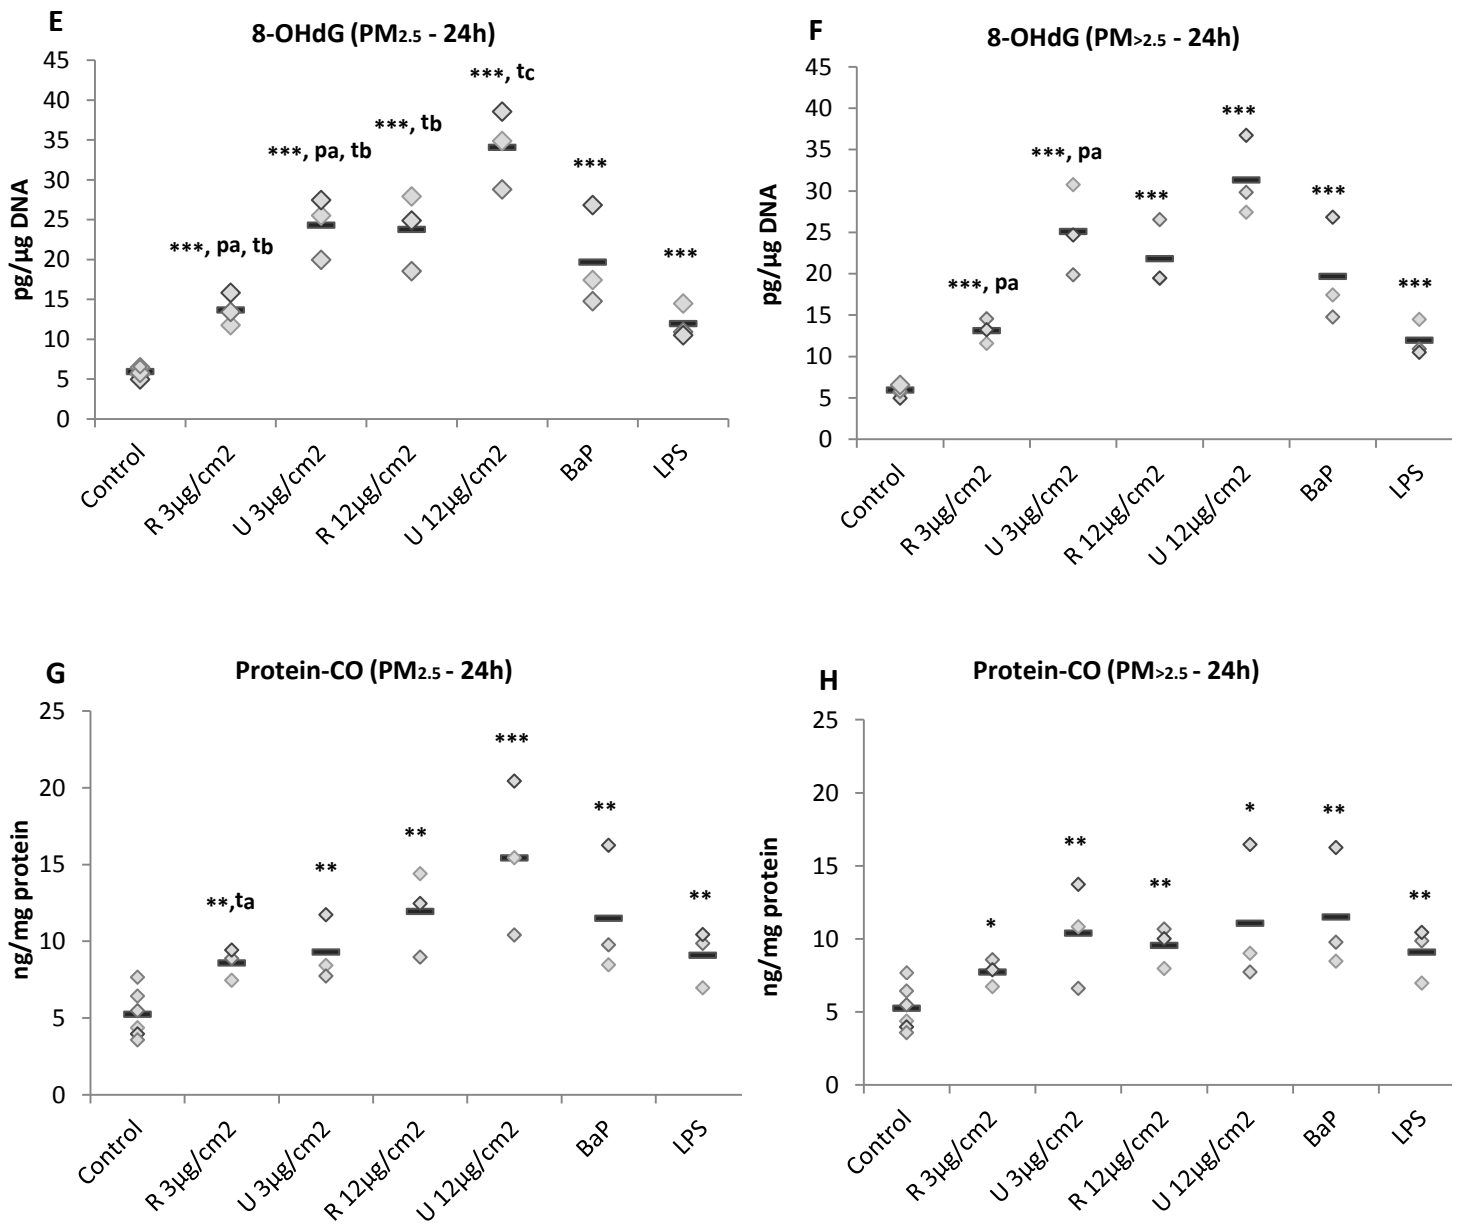 E
8-OHdG (PM2.5 - 24h)
pg/µg DNA
45
40
35
30
25
20
15
10
5
0
***, pa, tb
***, pa, tb
***, tb
***, tc
***
***
Control
R 3µg/cm2
U 3µg/cm2
R 12µg/cm2
U 12µg/cm2
BaP
LPS
F
8-OHdG (PM>2.5 - 24h)
pg/µg DNA
45
40
35
30
25
20
15
10
5
0
***, pa
***, pa
***
***
***
***
Control
R 3µg/cm2
U 3µg/cm2
R 12µg/cm2
U 12µg/cm2
BaP
LPS
G
Protein-CO (PM2.5 - 24h)
ng/mg protein
25
20
15
10
5
0
**,ta
**
**
***
**
**
Control
R 3µg/cm2
U 3µg/cm2
R 12µg/cm2
U 12µg/cm2
BaP
LPS
H
Protein-CO (PM>2.5 - 24h)
ng/mg protein
25
20
15
10
5
0
*
**
**
*
**
**
Control
R 3µg/cm2
U 3µg/cm2
R 12µg/cm2
U 12µg/cm2
BaP
LPS